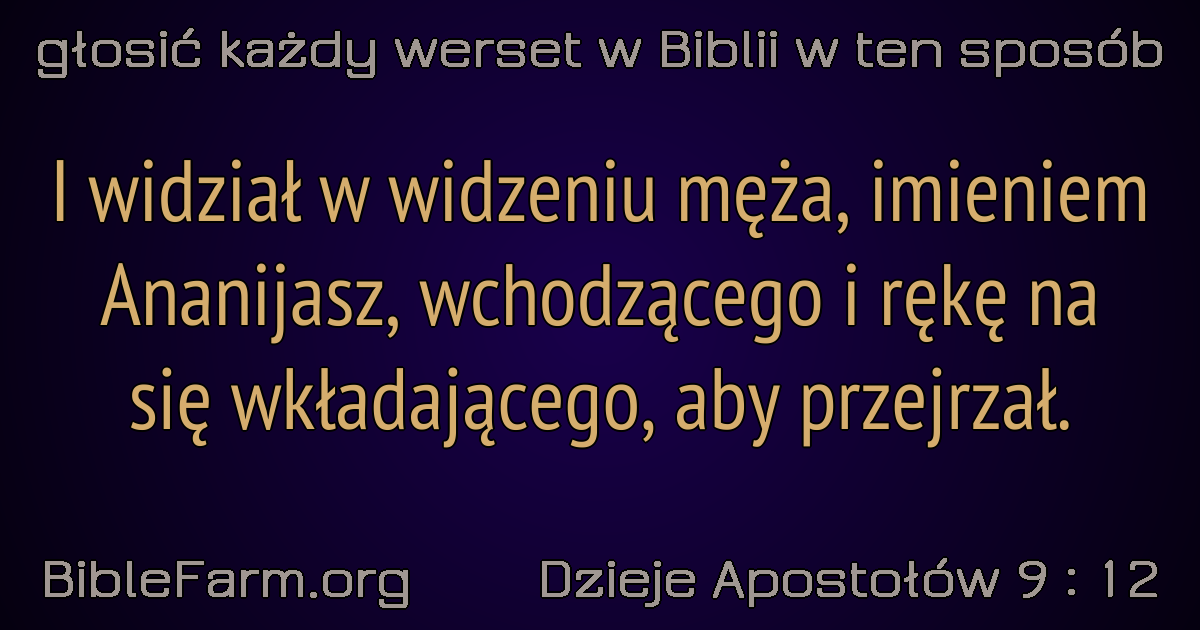 głosić każdy werset w Biblii w ten sposób
I widział w widzeniu męża, imieniem
Ananijasz, wchodzącego i rękę na
się wkładającego, aby przejrzał.
BibleFarm.org
Dzieje Apostołów 9 : 12